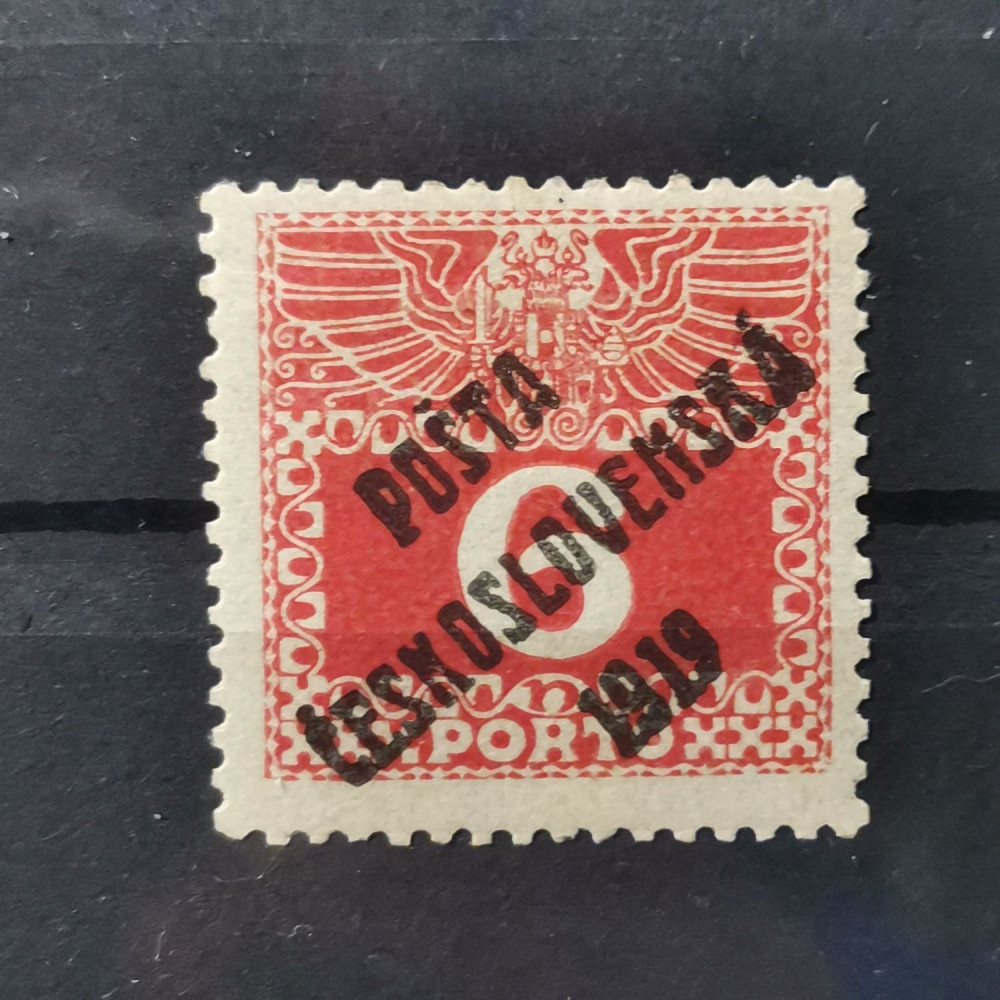 POŠTA
ČESKOSLOVENSKÁ
6
1919
PORTO